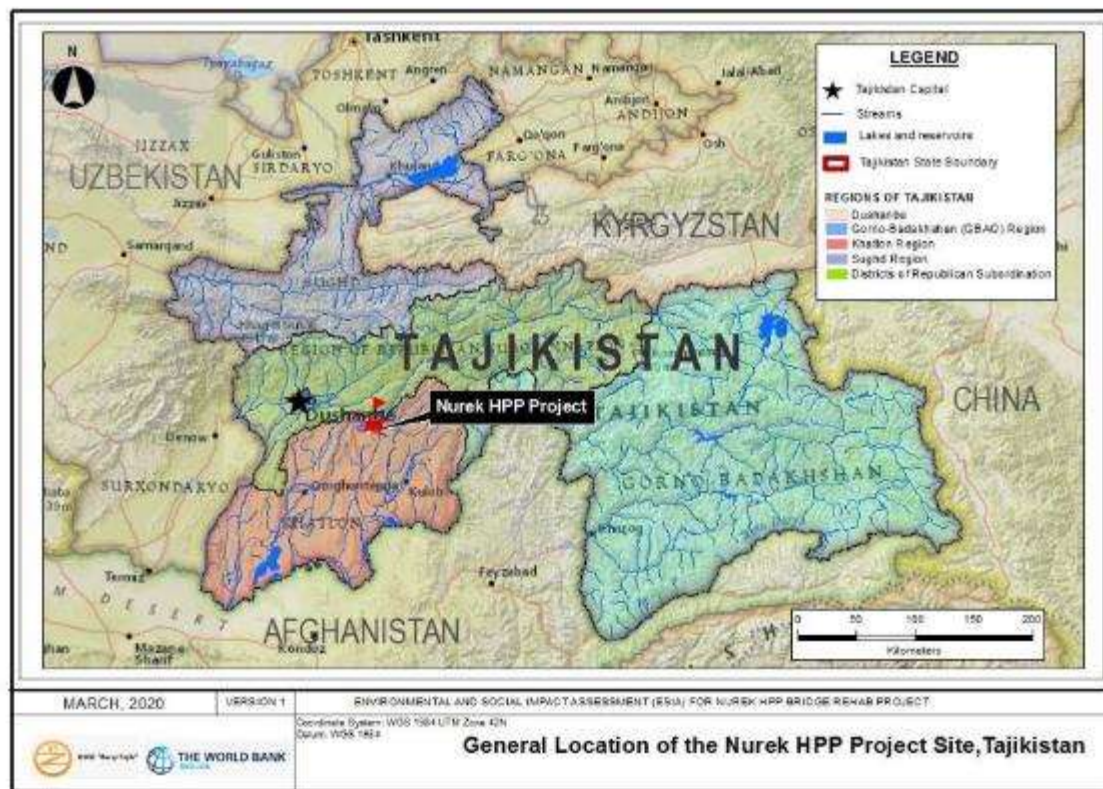 N
Tashkent
TOSHKENT
Angren
NAMANGAN
Namangan
Jalal-Abad
Olmaliq
Andijon
ANDIJON
JIZZAX
Guliston
SIRDARYO
Qo'qon
FARG'ONA
Farg'ona
Osh
Khujand
UZBEKISTAN
Jizzax
KYRGYZSTAN
Samarqand
SUGHD
TAJIKISTAN
Dushanbe
Nurek HPP Project
TAJIKISTAN
CHINA
Denow
GORNO-BADAKHSHAN
SURXONDARYO
Qurghonteppa
Kulob
KHATLON
Khorog
Termez
Feyzabad
DESERT
AFGHANISTAN
Mazar-e
Sharif
Kondoz
LEGEND
Tajikistan Capital
Streams
Lakes and reservoirs
Tajikistan State Boundary
REGIONS OF TAJIKISTAN
Dushanbe
Gorno-Badakhshan (GBAO) Region
Khatlon Region
Sughd Region
Districts of Republican Subordination
0 50 100 150 200
Kilometers
MARCH, 2020
VERSION 1
ENVIRONMENTAL AND SOCIAL IMPACT ASSESSMENT (ESIA) FOR NUREK HPP BRIDGE REHAB PROJECT
Coordinate System: WGS 1984 UTM Zone 42N
Datum: WGS 1984
General Location of the Nurek HPP Project Site,Tajikistan
THE WORLD BANK